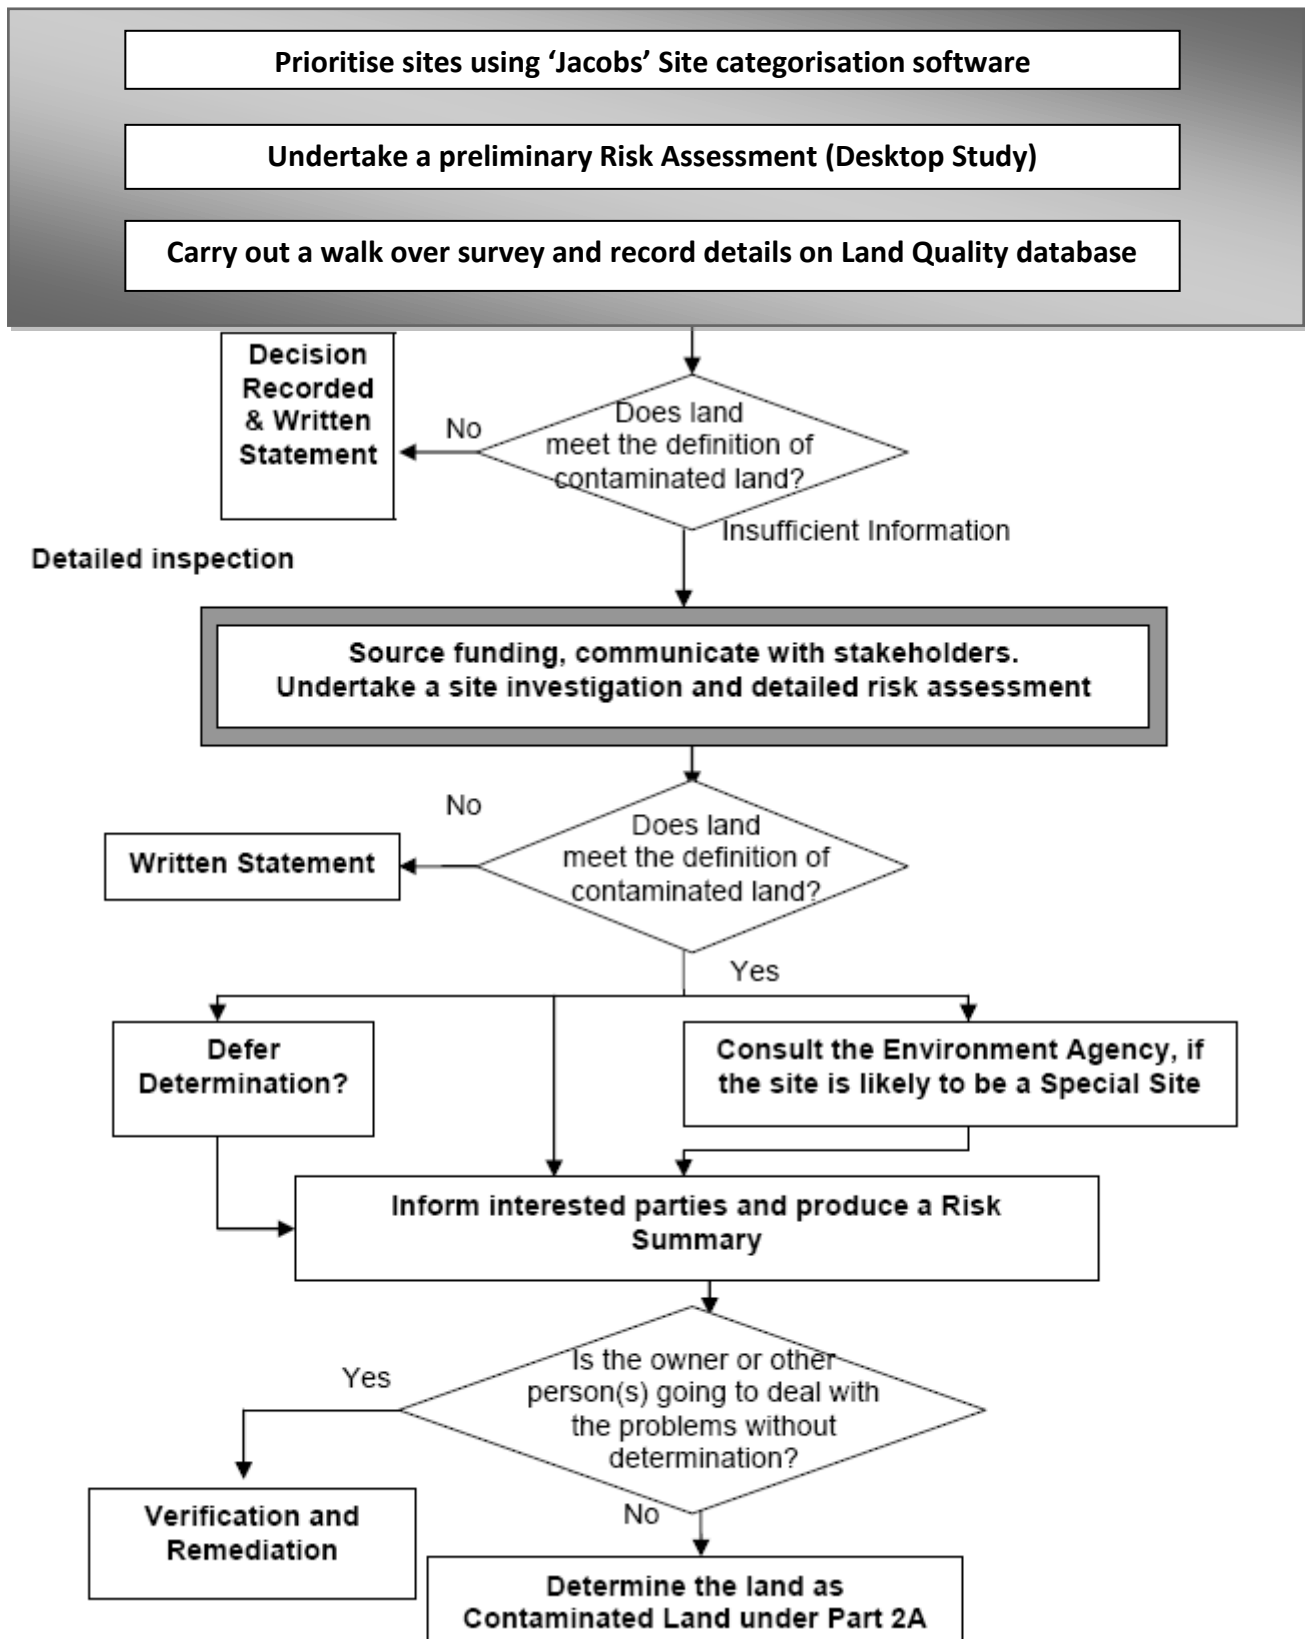 Prioritise sites using ‘Jacobs’ Site categorisation software
Undertake a preliminary Risk Assessment (Desktop Study)
Carry out a walk over survey and record details on Land Quality database
Decision
Recorded
& Written
Statement
No
Does land
meet the definition of
contaminated land?
Insufficient Information
Detailed inspection
Source funding, communicate with stakeholders.
Undertake a site investigation and detailed risk assessment
No
Does land
meet the definition of
contaminated land?
Written Statement
Yes
Defer
Determination?
Consult the Environment Agency, if
the site is likely to be a Special Site
Inform interested parties and produce a Risk
Summary
Is the owner or other
person(s) going to deal with
the problems without
determination?
Yes
Verification and
Remediation
No
Determine the land as
Contaminated Land under Part 2A